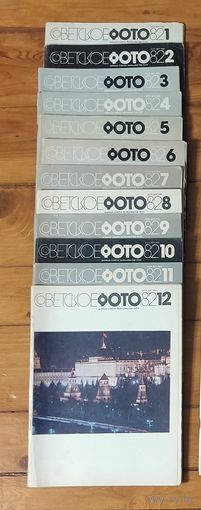 СОВЕТСКОЕ ФОТО 82 1
СОВЕТСКОЕ ФОТО 82 2
СОВЕТСКОЕ ФОТО 82 3
СОВЕТСКОЕ ФОТО 82 4
СОВЕТСКОЕ ФОТО 82 5
СОВЕТСКОЕ ФОТО 82 6
СОВЕТСКОЕ ФОТО 82 7
СОВЕТСКОЕ ФОТО 82 8
СОВЕТСКОЕ ФОТО 82 9
СОВЕТСКОЕ ФОТО 82 10
СОВЕТСКОЕ ФОТО 82 11
СОВЕТСКОЕ ФОТО 82 12